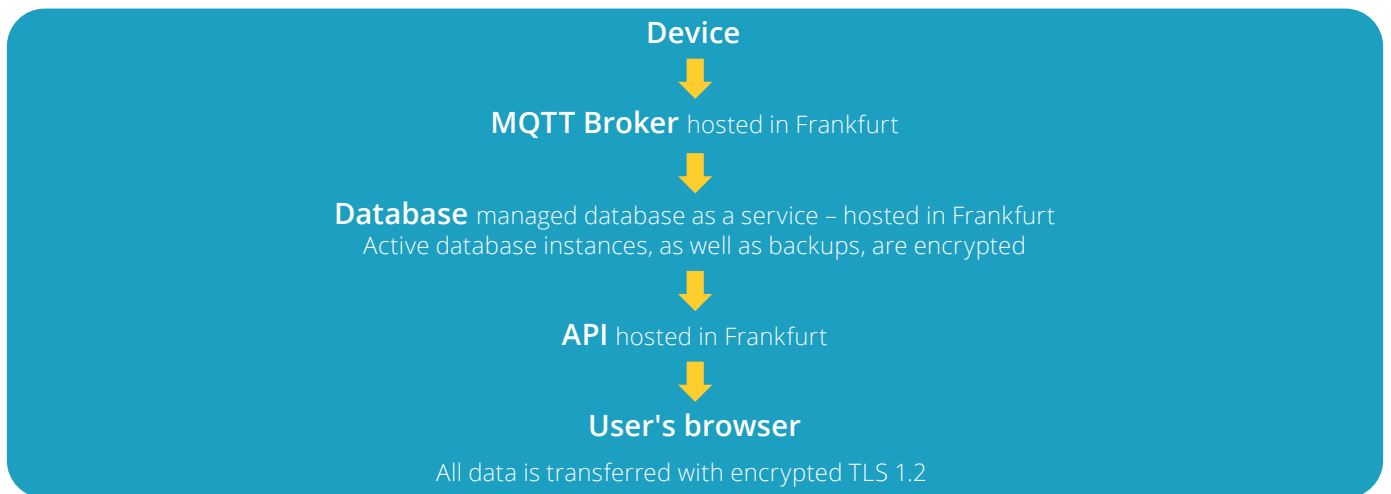 Device
MQTT Broker hosted in Frankfurt
Database managed database as a service – hosted in Frankfurt
Active database instances, as well as backups, are encrypted
API hosted in Frankfurt
User's browser
All data is transferred with encrypted TLS 1.2